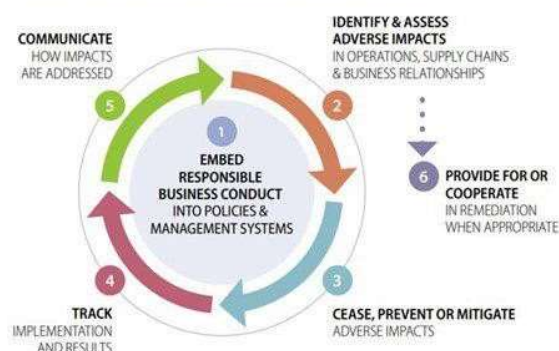 COMMUNICATE
HOW IMPACTS
ARE ADDRESSED
5
IDENTIFY & ASSESS
ADVERSE IMPACTS
IN OPERATIONS, SUPPLY CHAINS
& BUSINESS RELATIONSHIPS
2
1
EMBED
RESPONSIBLE
BUSINESS CONDUCT
INTO POLICIES &
MANAGEMENT SYSTEMS
6
PROVIDE FOR OR
COOPERATE
IN REMEDIATION
WHEN APPROPRIATE
4
TRACK
IMPLEMENTATION
AND RESULTS
3
CEASE, PREVENT OR MITIGATE
ADVERSE IMPACTS